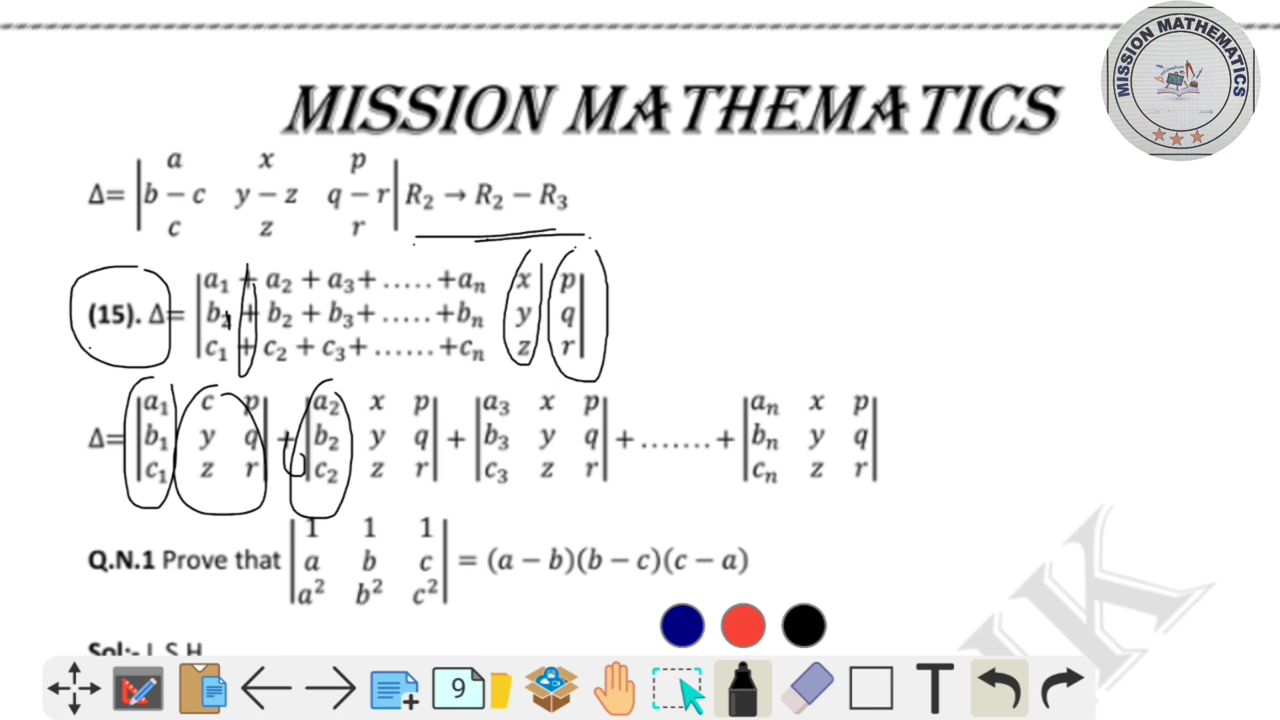 MISSION MATHEMATICS
MISSION MATHEMATICS
Δ= | a x p |
| b − c y − z q − r | R₂ → R₂ − R₃
| c z r |
(15). Δ= | a₁ + a₂ + a₃+ ..... +aₙ x p |
| b₁ + b₂ + b₃+ ..... +bₙ y q |
| c₁ + c₂ + c₃+ ...... +cₙ z r |
Δ= | a₁ c p | + | a₂ x p | + | a₃ x p | + ....... + | aₙ x p |
| b₁ y q | | b₂ y q | | b₃ y q | | bₙ y q |
| c₁ z r | | c₂ z r | | c₃ z r | | cₙ z r |
Q.N.1 Prove that | 1 1 1 | = (a − b)(b − c)(c − a)
| a b c |
| a² b² c² |
Sol:- L.S.H
9
T